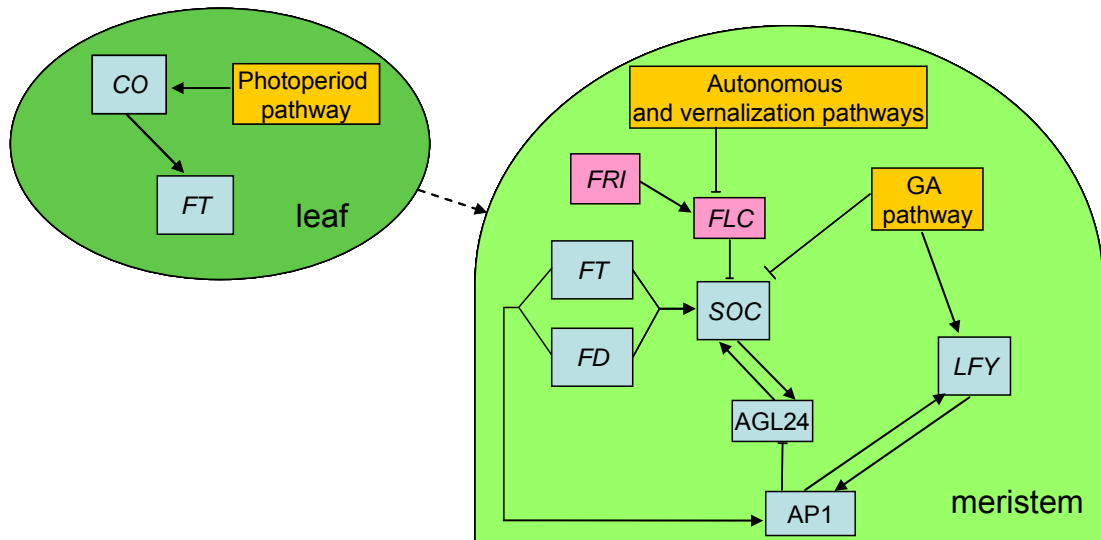 CO
Photoperiod
pathway
FT
leaf
Autonomous
and vernalization pathways
FRI
FLC
GA
pathway
FT
SOC
FD
LFY
AGL24
AP1
meristem